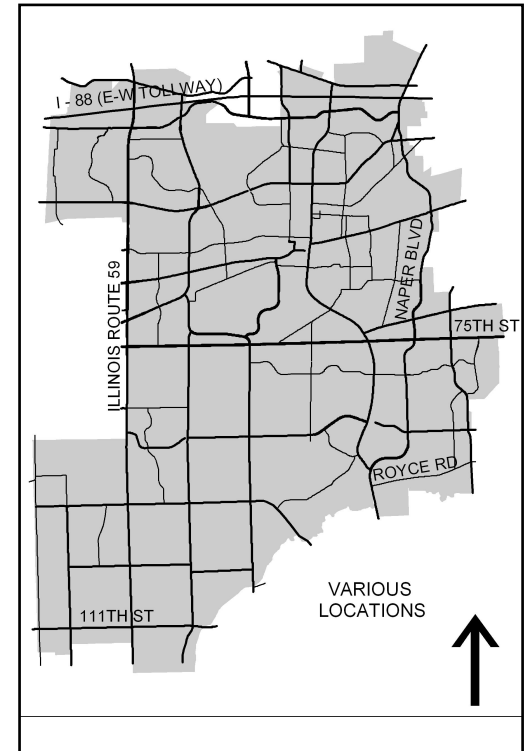 I - 88 (E-W TOLLWAY)
ILLINOIS ROUTE 59
NAPER BLVD
75TH ST
ROYCE RD
VARIOUS
LOCATIONS
111TH ST